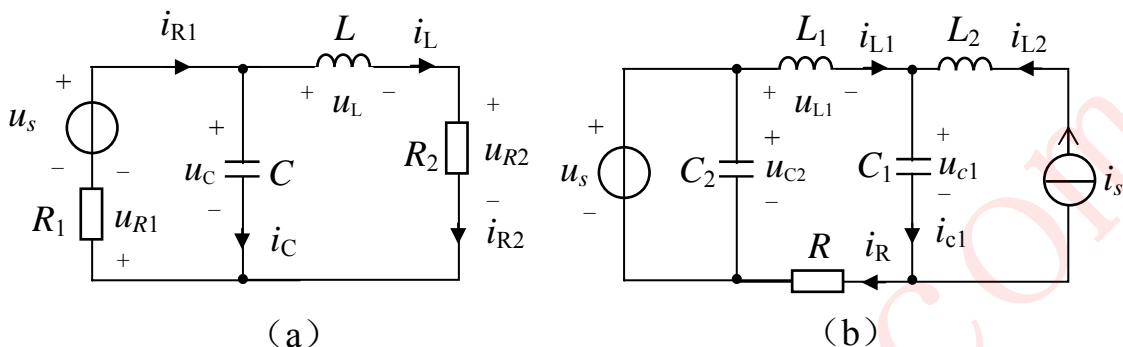 i_R1 L i_L L_1 i_L1 L_2 i_L2
+ + − + −
u_s u_L u_L1
+ + + + +
u_C C R_2 u_R2 u_s C_2 u_C2 C_1 u_c1 i_s
− − − − − − −
R_1 u_R1 i_C i_R2 R i_R i_c1
+
（a） （b）
com